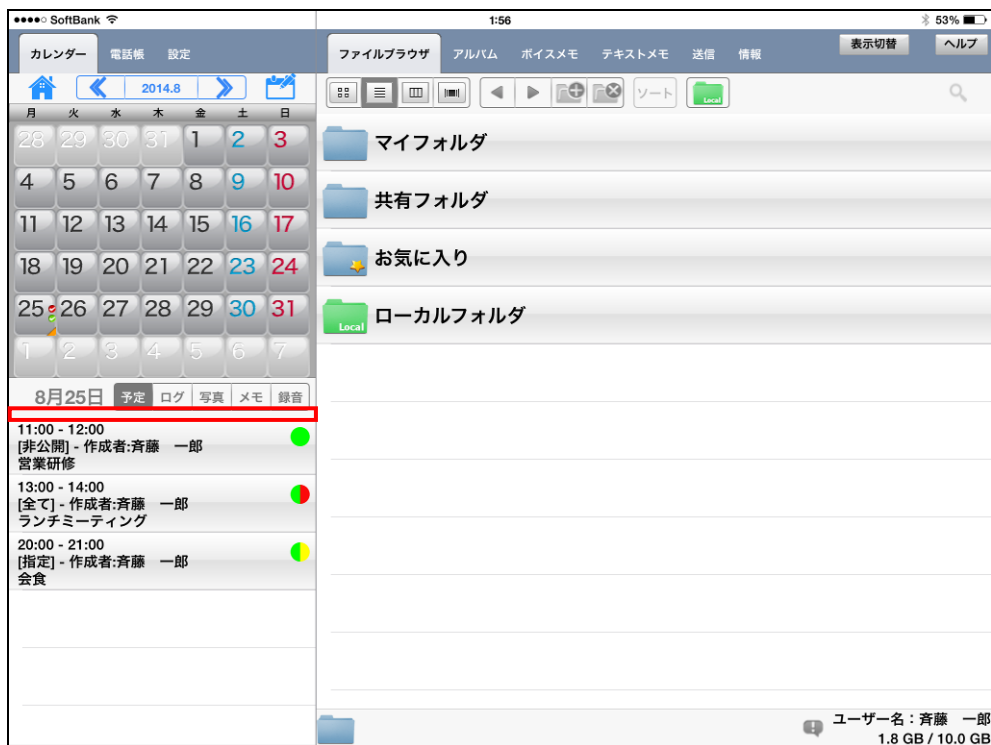 ●●●●○ SoftBank
1:56
53%
カレンダー 電話帳 設定
ファイルブラウザ アルバム ボイスメモ テキストメモ 送信 情報 表示切替 ヘルプ
2014.8
ソート Local
月 火 水 木 金 土 日
28 29 30 31 1 2 3
4 5 6 7 8 9 10
11 12 13 14 15 16 17
18 19 20 21 22 23 24
25 26 27 28 29 30 31
1 2 3 4 5 6 7
8月25日 予定 ログ 写真 メモ 録音
11:00 - 12:00
[非公開] - 作成者:斉藤　一郎
営業研修
13:00 - 14:00
[全て] - 作成者:斉藤　一郎
ランチミーティング
20:00 - 21:00
[指定] - 作成者:斉藤　一郎
会食
マイフォルダ
共有フォルダ
お気に入り
Local ローカルフォルダ
ユーザー名：斉藤　一郎
1.8 GB / 10.0 GB